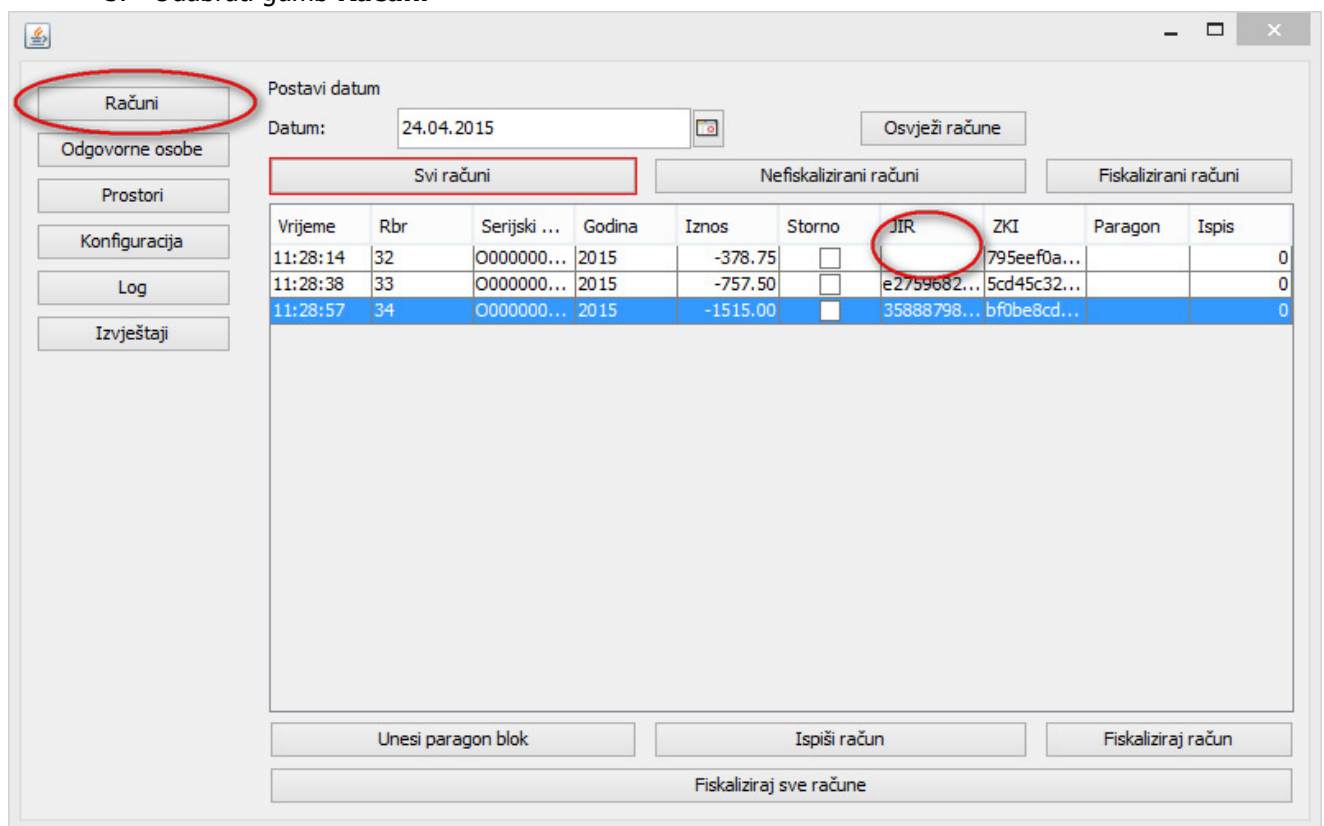 Računi
Odgovorne osobe
Prostori
Konfiguracija
Log
Izvještaji
Postavi datum
Datum: 24.04.2015 Osvježi račune
Svi računi Nefiskalizirani računi Fiskalizirani računi
Vrijeme Rbr Serijski ... Godina Iznos Storno JIR ZKI Paragon Ispis
11:28:14 32 O000000... 2015 -378.75 795eef0a... 0
11:28:38 33 O000000... 2015 -757.50 e2759682... 5cd45c32... 0
11:28:57 34 O000000... 2015 -1515.00 35888798... bf0be8cd... 0
Unesi paragon blok Ispiši račun Fiskaliziraj račun
Fiskaliziraj sve račune